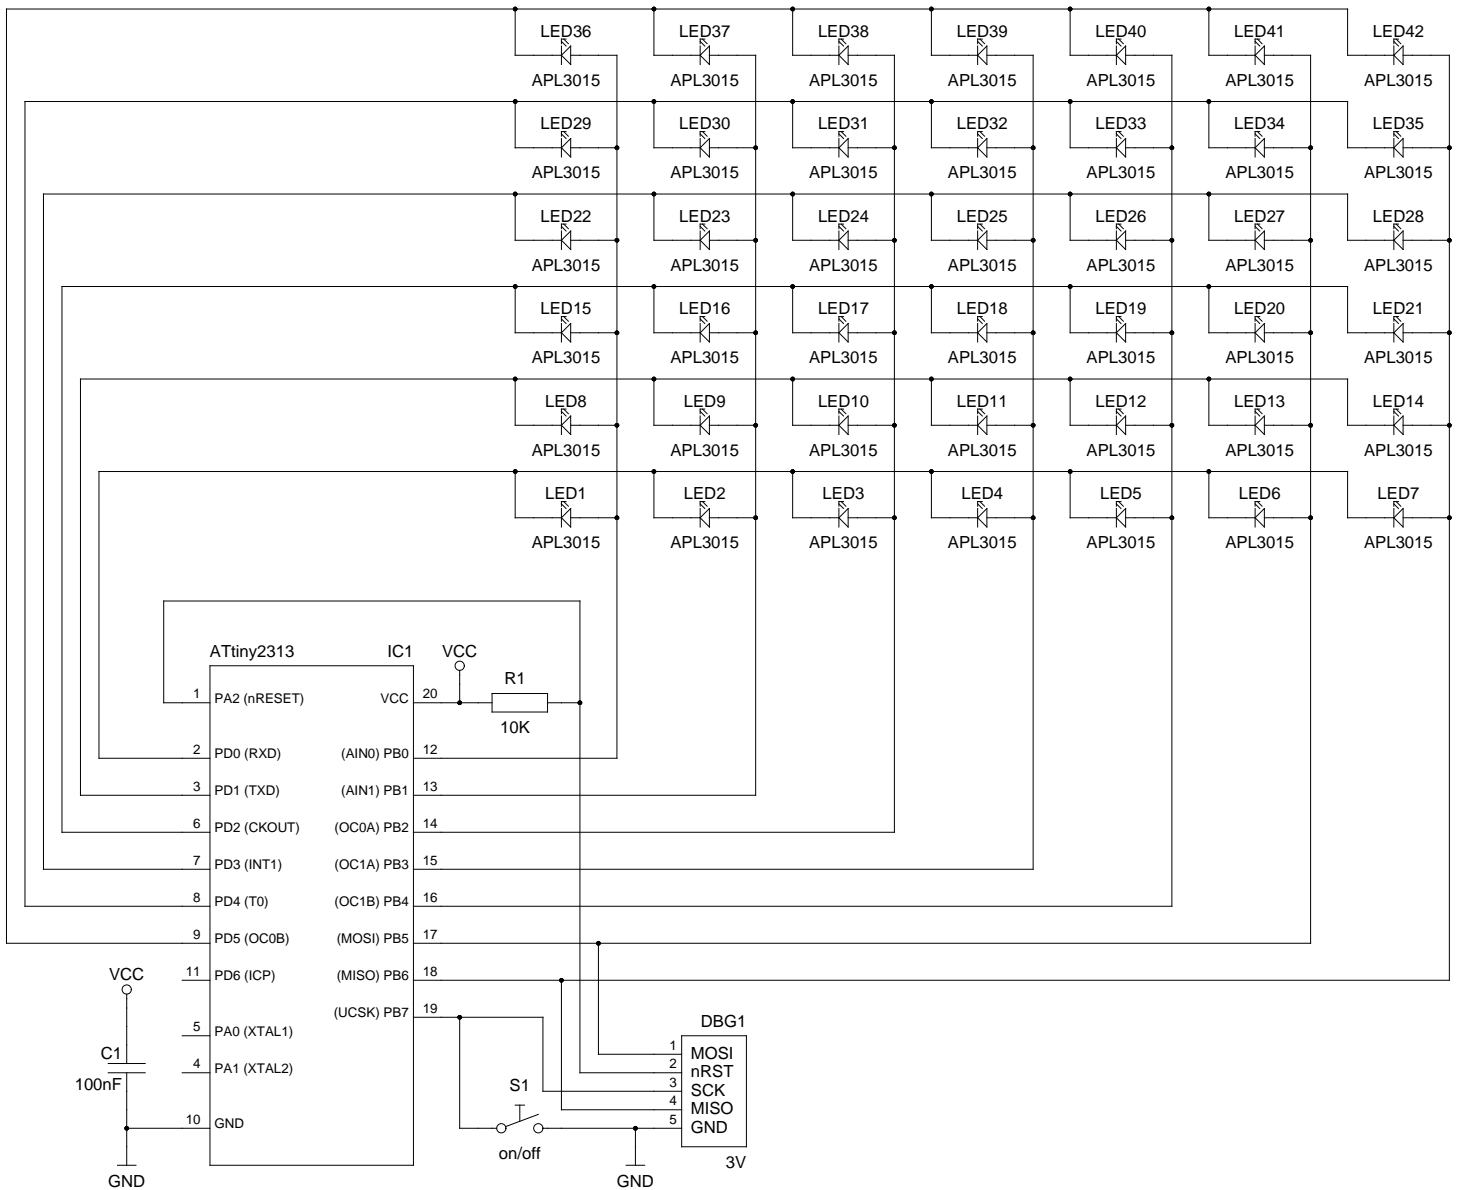 LED36 LED37 LED38 LED39 LED40 LED41 LED42
APL3015 APL3015 APL3015 APL3015 APL3015 APL3015 APL3015
LED29 LED30 LED31 LED32 LED33 LED34 LED35
APL3015 APL3015 APL3015 APL3015 APL3015 APL3015 APL3015
LED22 LED23 LED24 LED25 LED26 LED27 LED28
APL3015 APL3015 APL3015 APL3015 APL3015 APL3015 APL3015
LED15 LED16 LED17 LED18 LED19 LED20 LED21
APL3015 APL3015 APL3015 APL3015 APL3015 APL3015 APL3015
LED8 LED9 LED10 LED11 LED12 LED13 LED14
APL3015 APL3015 APL3015 APL3015 APL3015 APL3015 APL3015
LED1 LED2 LED3 LED4 LED5 LED6 LED7
APL3015 APL3015 APL3015 APL3015 APL3015 APL3015 APL3015
ATtiny2313 IC1 VCC
R1
1 PA2 (nRESET) VCC 20
10K
2 PD0 (RXD) (AIN0) PB0 12
3 PD1 (TXD) (AIN1) PB1 13
6 PD2 (CKOUT) (OC0A) PB2 14
7 PD3 (INT1) (OC1A) PB3 15
8 PD4 (T0) (OC1B) PB4 16
9 PD5 (OC0B) (MOSI) PB5 17
VCC 11 PD6 (ICP) (MISO) PB6 18
(UCSK) PB7 19
DBG1
5 PA0 (XTAL1)
C1 1 MOSI
4 PA1 (XTAL2) 2 nRST
100nF S1 3 SCK
4 MISO
10 GND 5 GND
on/off 3V
GND GND